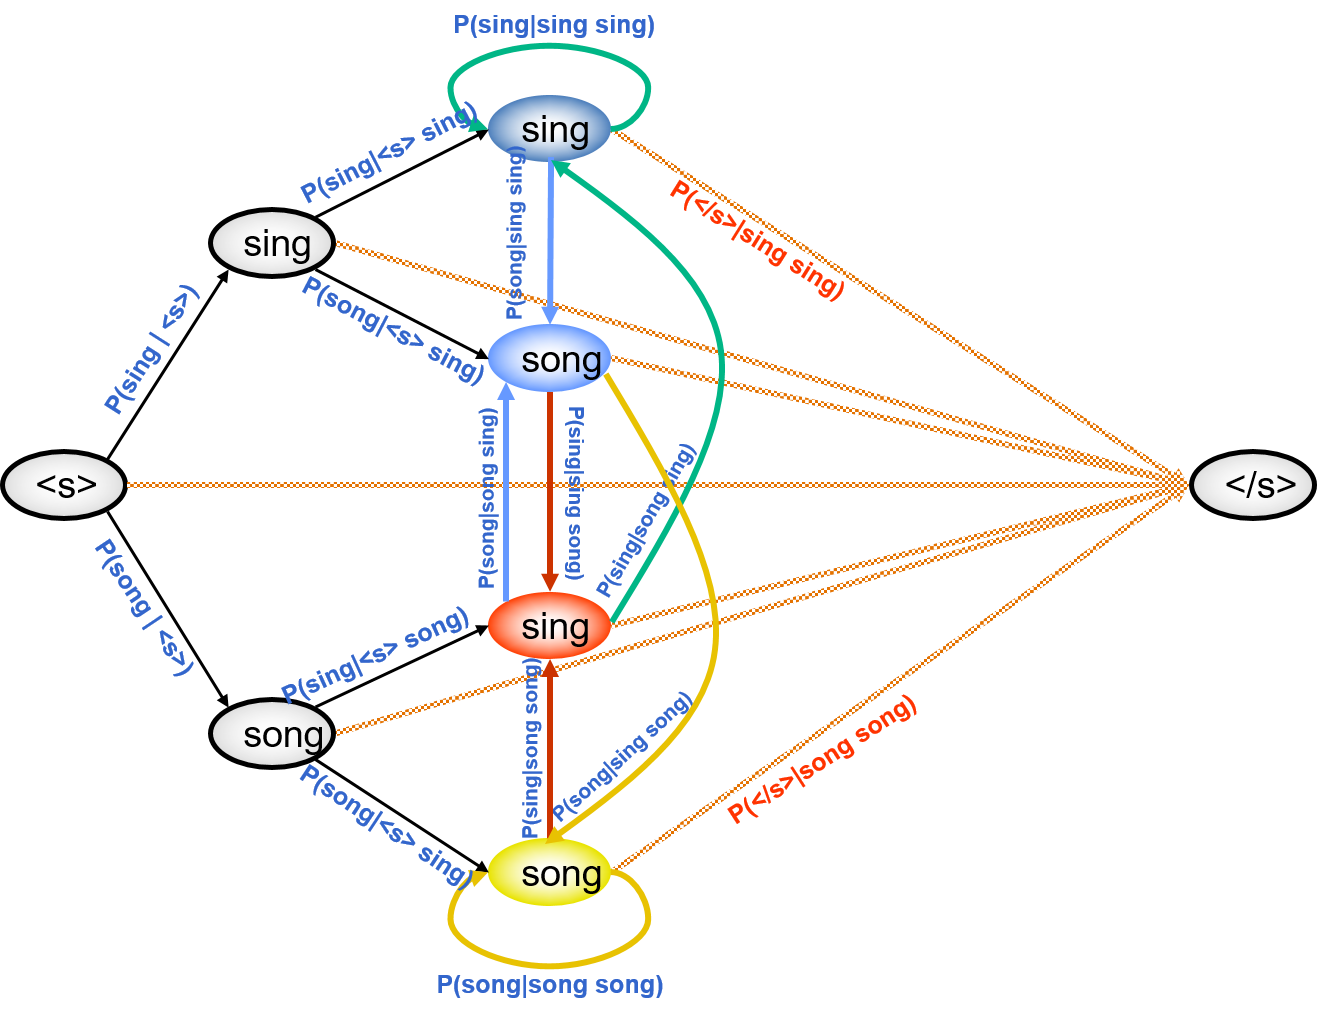 P(sing|sing sing)
sing
P(sing|<s> sing)
P(song|sing sing)
P(</s>|sing sing)
sing
P(song|<s> sing)
P(sing | <s>)
song
P(song|song sing)
P(sing|sing song)
P(sing|song sing)
<s>
</s>
P(song | <s>)
sing
P(sing|<s> song)
P(sing|song song)
P(song|sing song)
P(</s>|song song)
song
P(song|<s> sing)
song
P(song|song song)